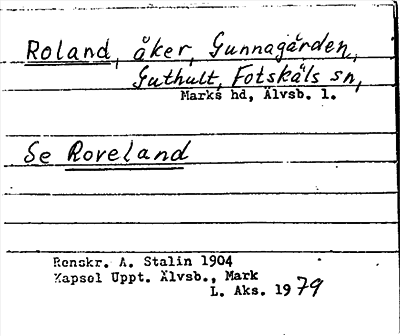 Roland, åker, Gunnagården,
Guthult, Fotskäls sn,
Marks hd, Älvsb. l.
Se Roveland
Renskr. A. Stalin 1904
Kapsel Uppt. Älvsb., Mark
L. Aks. 1979